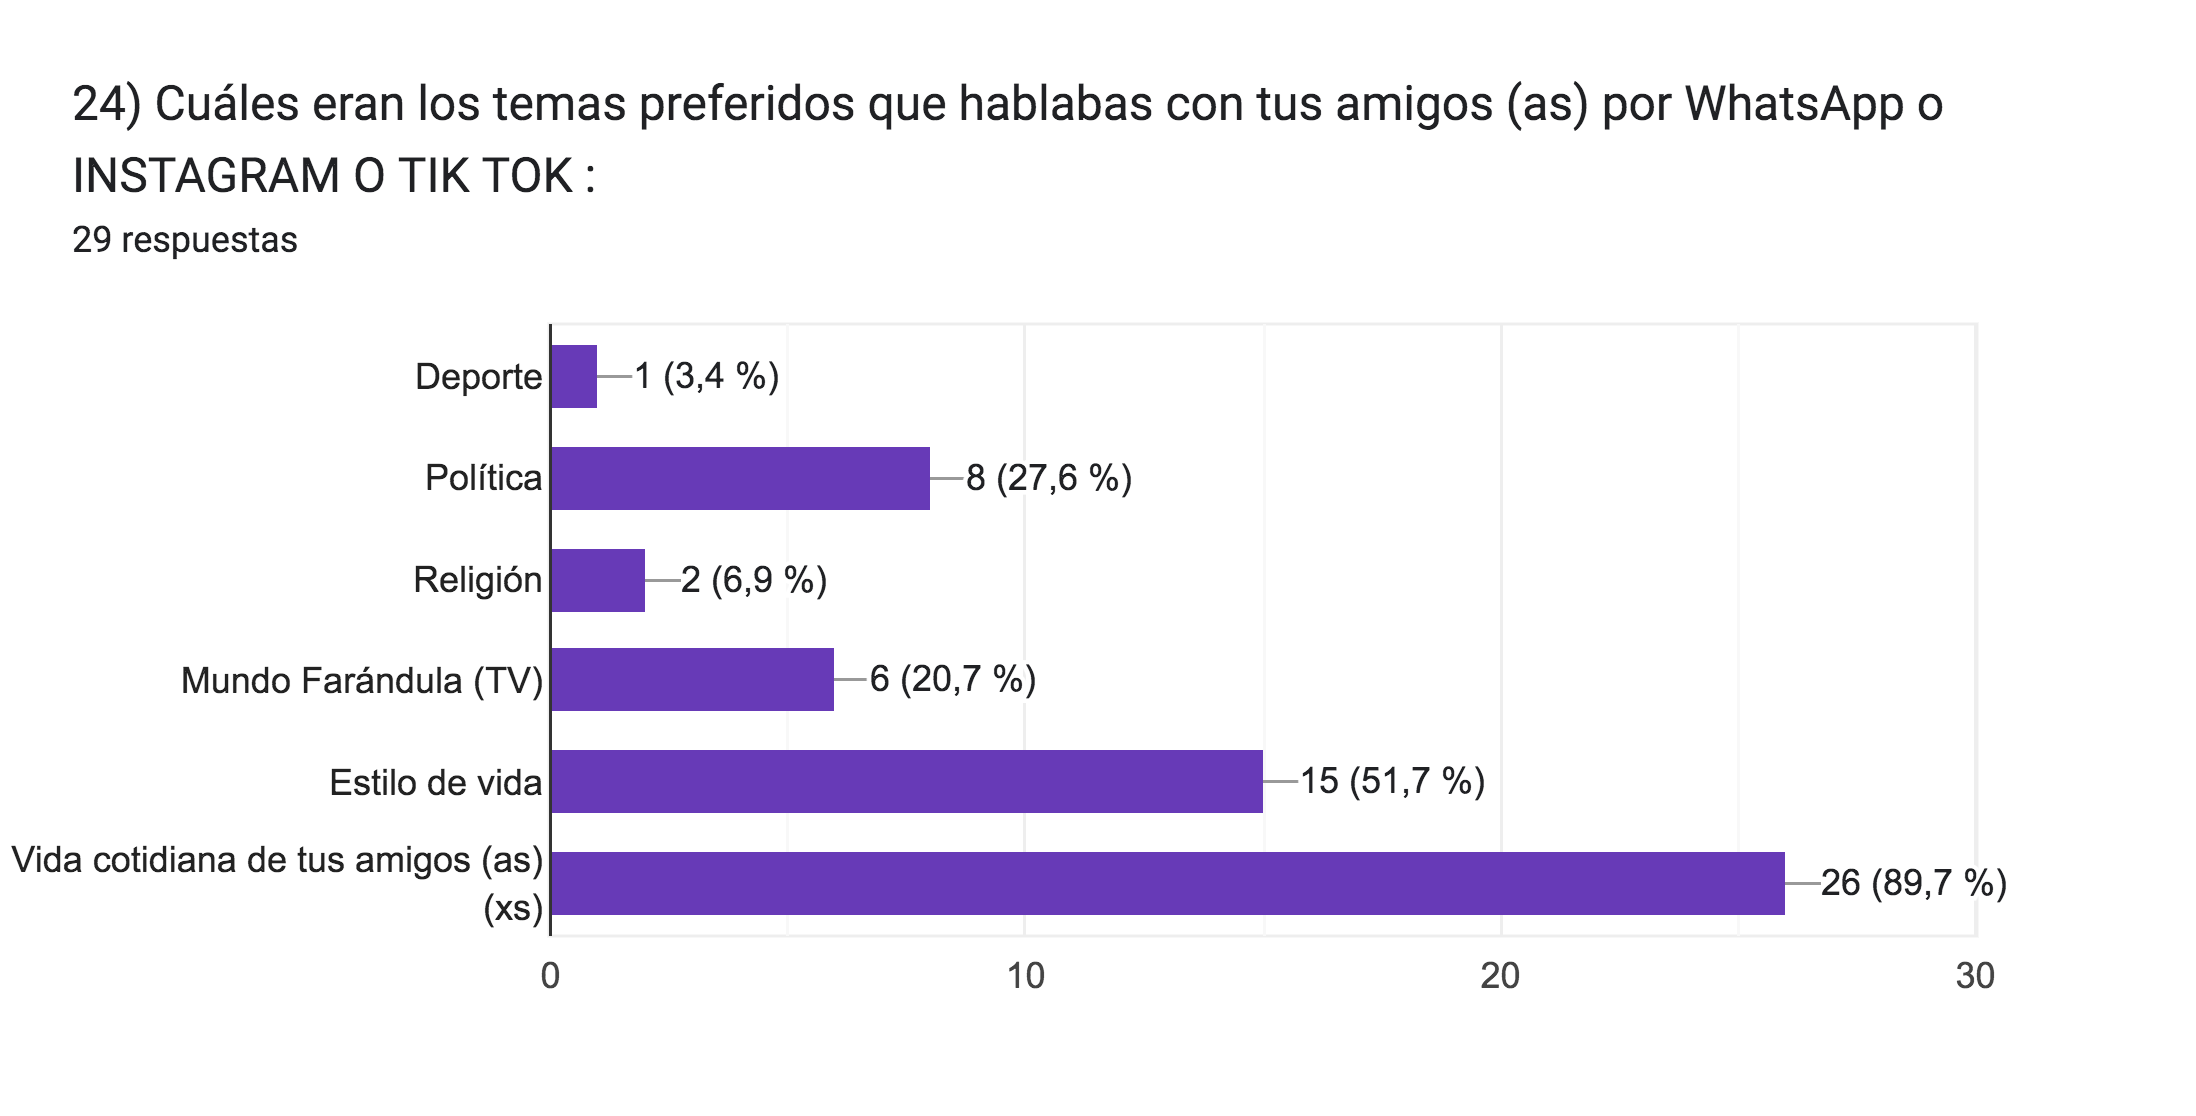 24) Cuáles eran los temas preferidos que hablabas con tus amigos (as) por WhatsApp o
INSTAGRAM O TIK TOK :
29 respuestas
Deporte 1 (3,4 %)
Política 8 (27,6 %)
Religión 2 (6,9 %)
Mundo Farándula (TV) 6 (20,7 %)
Estilo de vida 15 (51,7 %)
Vida cotidiana de tus amigos (as)
(xs) 26 (89,7 %)
0 10 20 30